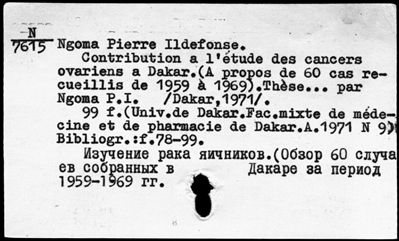 N
7615 Ngoma Pierre Ildefonse.
Contribution a l'étude des cancers
ovariens a Dakar.(A propos de 60 cas re-
cueillis de 1959 à 1969).Thèse... par
Ngoma P.I. /Dakar,1971/.
99 f.(Univ.de Dakar.Fac.mixte de méde-
cine et de pharmacie de Dakar.A.1971 N 9)
Bibliogr.:f.78-99.
Изучение рака яичников.(Обзор 60 случа
ев собранных в Дакаре за период
1959-1969 гг.